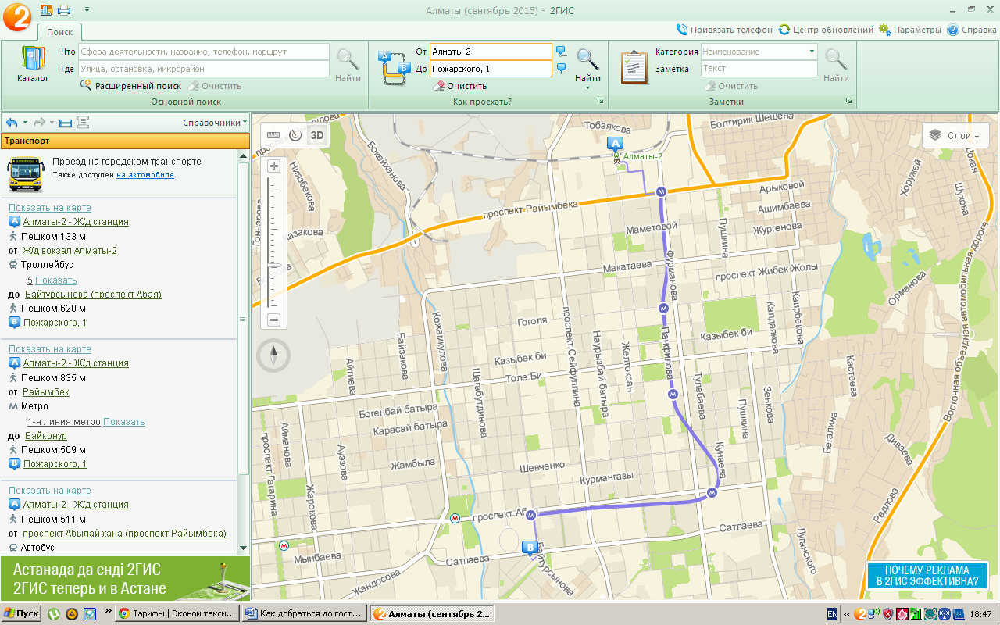 Алматы (сентябрь 2015) - 2ГИС
Поиск
Привязать телефон
Центр обновлений
Параметры
Справка
Каталог
Что
Сфера деятельности, название, телефон, маршрут
Где
Улица, остановка, микрорайон
Расширенный поиск
Очистить
Найти
Основной поиск
От
Алматы-2
До
Пожарского, 1
Очистить
Найти
Как проехать?
Категория
Наименование
Заметка
Текст
Очистить
Найти
Заметки
Справочники
Транспорт
Проезд на городском транспорте
Также доступен на автомобиле.
Показать на карте
A Алматы-2 - Ж/д станция
Пешком 133 м
от Ж/д вокзал Алматы-2
Троллейбус
5 Показать
до Байтурсынова (проспект Абая)
Пешком 620 м
B Пожарского, 1
Показать на карте
A Алматы-2 - Ж/д станция
Пешком 835 м
от Райымбек
Метро
1-я линия метро Показать
до Байконур
Пешком 509 м
B Пожарского, 1
Показать на карте
A Алматы-2 - Ж/д станция
Пешком 511 м
от проспект Абылай хана (проспект Райымбека)
Автобус
Астанада да енді 2ГИС
2ГИС теперь и в Астане
3D
Слои
Тобаякова
Болтирик Шешена
A
Алматы-2
Ниязбекова
Бокейханова
Гончарова
Казакова
проспект Райымбека
Арыковой
Ашимбаева
Жургенова
Маметовой
Пушкина
Хоружей
Шухова
Макатаева
Фурманова
проспект Жибек Жолы
Орманова
Восточная объездная автомобильная дорога
Кожамкулова
Гоголя
проспект Сейфуллина
Панфилова
Казыбек би
Каирбекова
Калдаякова
Байзакова
Наурызбай батыра
Желтоксан
Казыбек би
Айтиева
Толе Би
Шагабутдинова
Тулебаева
Кастеева
Богенбай батыра
Карасай батыра
Пушкина
Зенкова
Айманова
проспект Гагарина
Ауэзова
Жамбыла
Шевченко
Курмангазы
Кунаева
Бегалина
Диваева
Жарокова
проспект Абая
Сатпаева
Радлова
Луганского
B
Мынбаева
Сатпаева
Байтурсынова
Жандосова
ПОЧЕМУ РЕКЛАМА
В 2ГИС ЭФФЕКТИВНА?
Пуск
Тарифы | Эконом такси...
Как добраться до гост...
Алматы (сентябрь 2...
EN
18:47